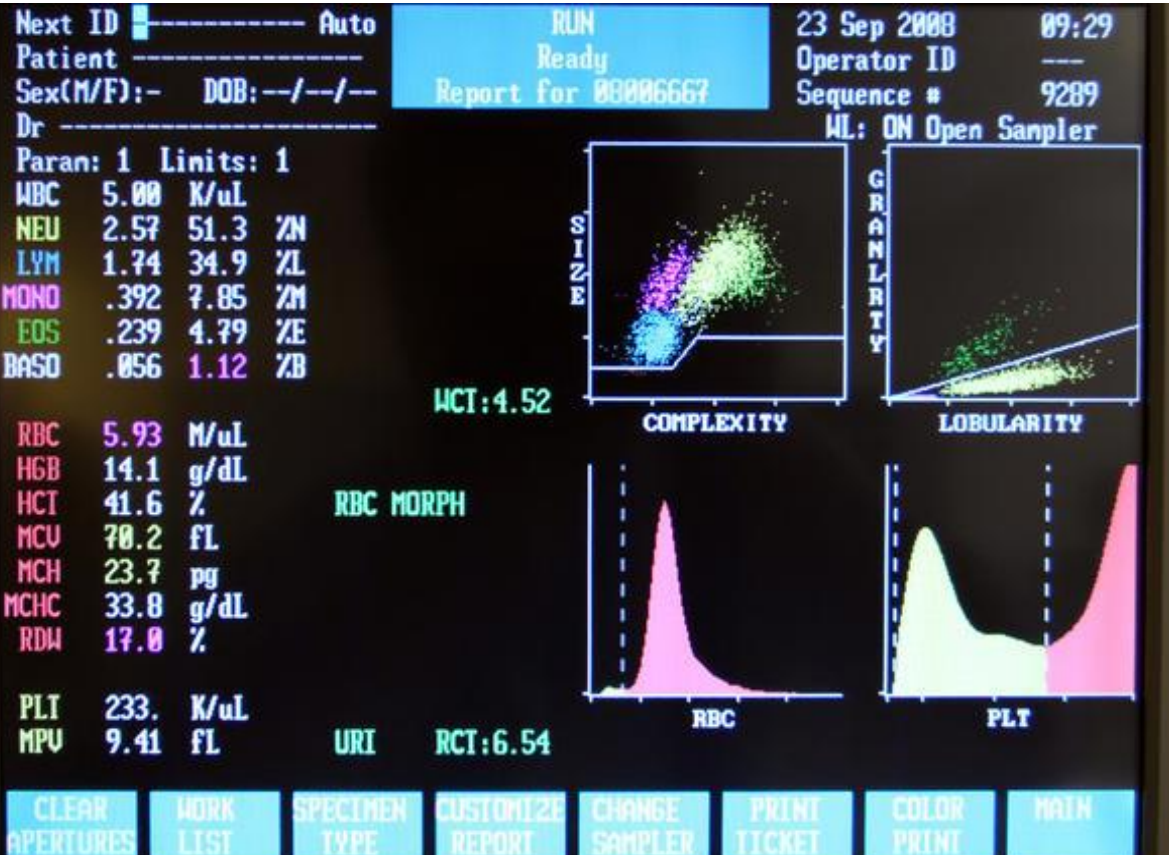 Next ID ------------ Auto
Patient -----------------
Sex(M/F):- DOB:--/--/--
Dr -----------------------
Param: 1 Limits: 1
RUN
Ready
Report for 08006667
23 Sep 2008 09:29
Operator ID ---
Sequence # 9289
WL: ON Open Sampler
WBC 5.00 K/uL
NEU 2.57 51.3 %N
LYM 1.74 34.9 %L
MONO .392 7.85 %M
EOS .239 4.79 %E
BASO .056 1.12 %B
WCT:4.52
RBC 5.93 M/uL
HGB 14.1 g/dL
HCT 41.6 % RBC MORPH
MCV 70.2 fL
MCH 23.7 pg
MCHC 33.8 g/dL
RDW 17.0 %
PLT 233. K/uL
MPV 9.41 fL URI RCT:6.54
SIZE
COMPLEXITY
GRANLRTY
LOBULARITY
RBC
PLT
CLEAR APERTURES
WORK LIST
SPECIMEN TYPE
CUSTOMIZE REPORT
CHANGE SAMPLER
PRINT TICKET
COLOR PRINT
MAIN